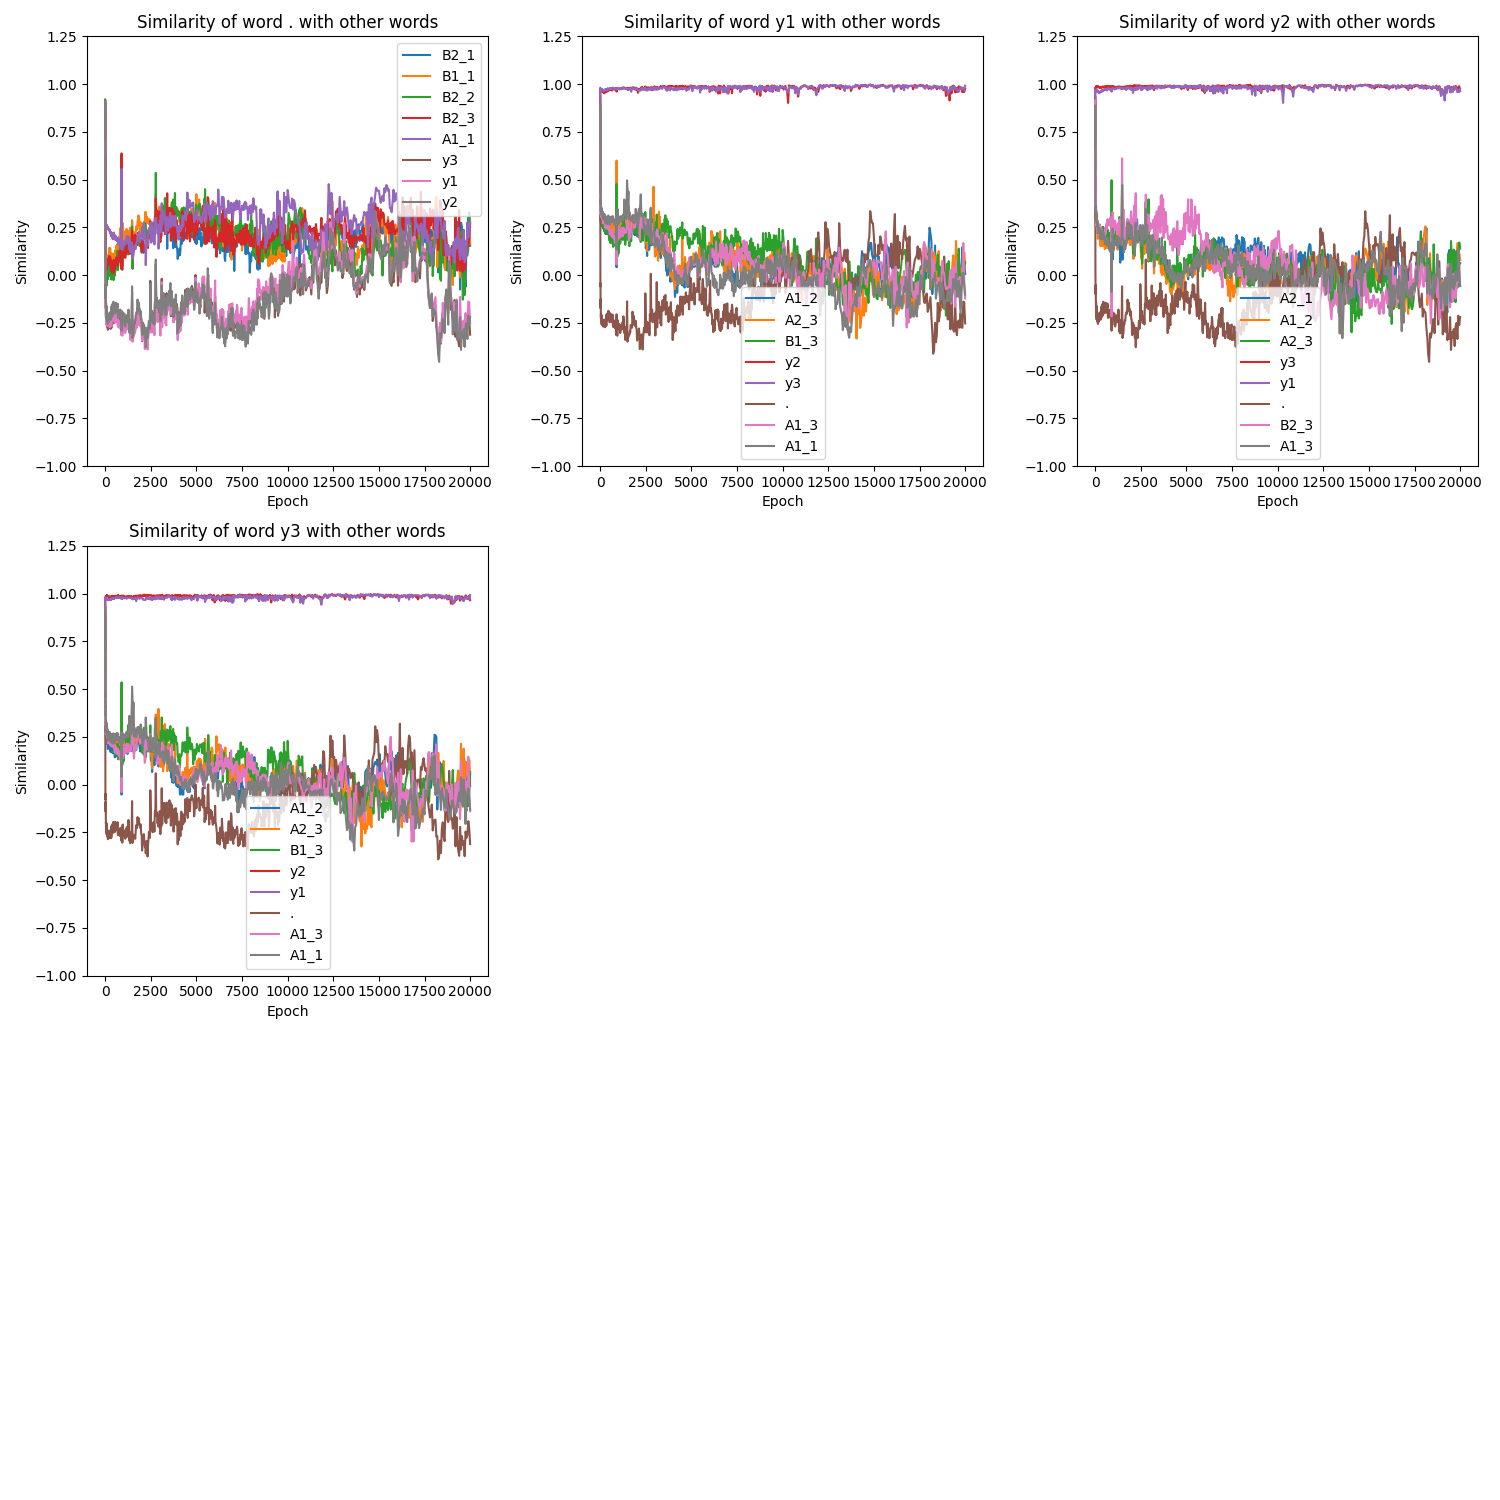 Similarity of word . with other words
1.25
1.00
0.75
0.50
0.25
0.00
−0.25
−0.50
−0.75
−1.00
Similarity
0 2500 5000 7500 10000 12500 15000 17500 20000
Epoch
B2_1
B1_1
B2_2
B2_3
A1_1
y3
y1
y2
Similarity of word y1 with other words
1.25
1.00
0.75
0.50
0.25
0.00
−0.25
−0.50
−0.75
−1.00
Similarity
0 2500 5000 7500 10000 12500 15000 17500 20000
Epoch
A1_2
A2_3
B1_3
y2
y3
.
A1_3
A1_1
Similarity of word y2 with other words
1.25
1.00
0.75
0.50
0.25
0.00
−0.25
−0.50
−0.75
−1.00
Similarity
0 2500 5000 7500 10000 12500 15000 17500 20000
Epoch
A2_1
A1_2
A2_3
y3
y1
.
B2_3
A1_3
Similarity of word y3 with other words
1.25
1.00
0.75
0.50
0.25
0.00
−0.25
−0.50
−0.75
−1.00
Similarity
0 2500 5000 7500 10000 12500 15000 17500 20000
Epoch
A1_2
A2_3
B1_3
y2
y1
.
A1_3
A1_1